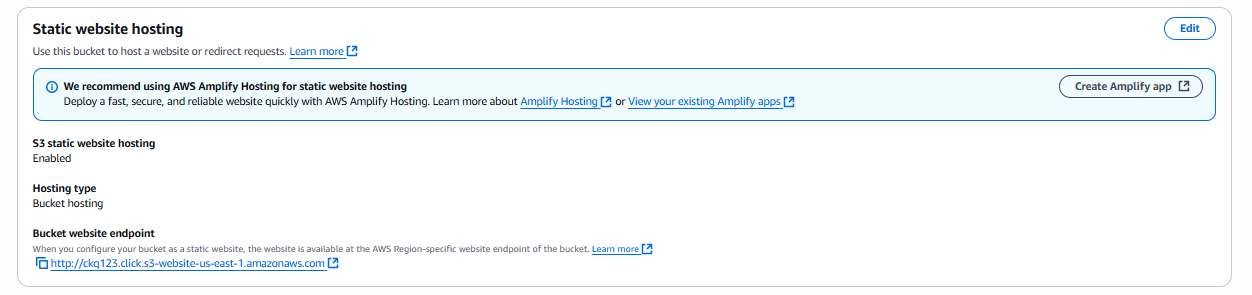 Static website hosting
Edit
Use this bucket to host a website or redirect requests. Learn more
We recommend using AWS Amplify Hosting for static website hosting
Create Amplify app
Deploy a fast, secure, and reliable website quickly with AWS Amplify Hosting. Learn more about Amplify Hosting or View your existing Amplify apps
S3 static website hosting
Enabled
Hosting type
Bucket hosting
Bucket website endpoint
When you configure your bucket as a static website, the website is available at the AWS Region-specific website endpoint of the bucket. Learn more
http://ckq123.click.s3-website-us-east-1.amazonaws.com